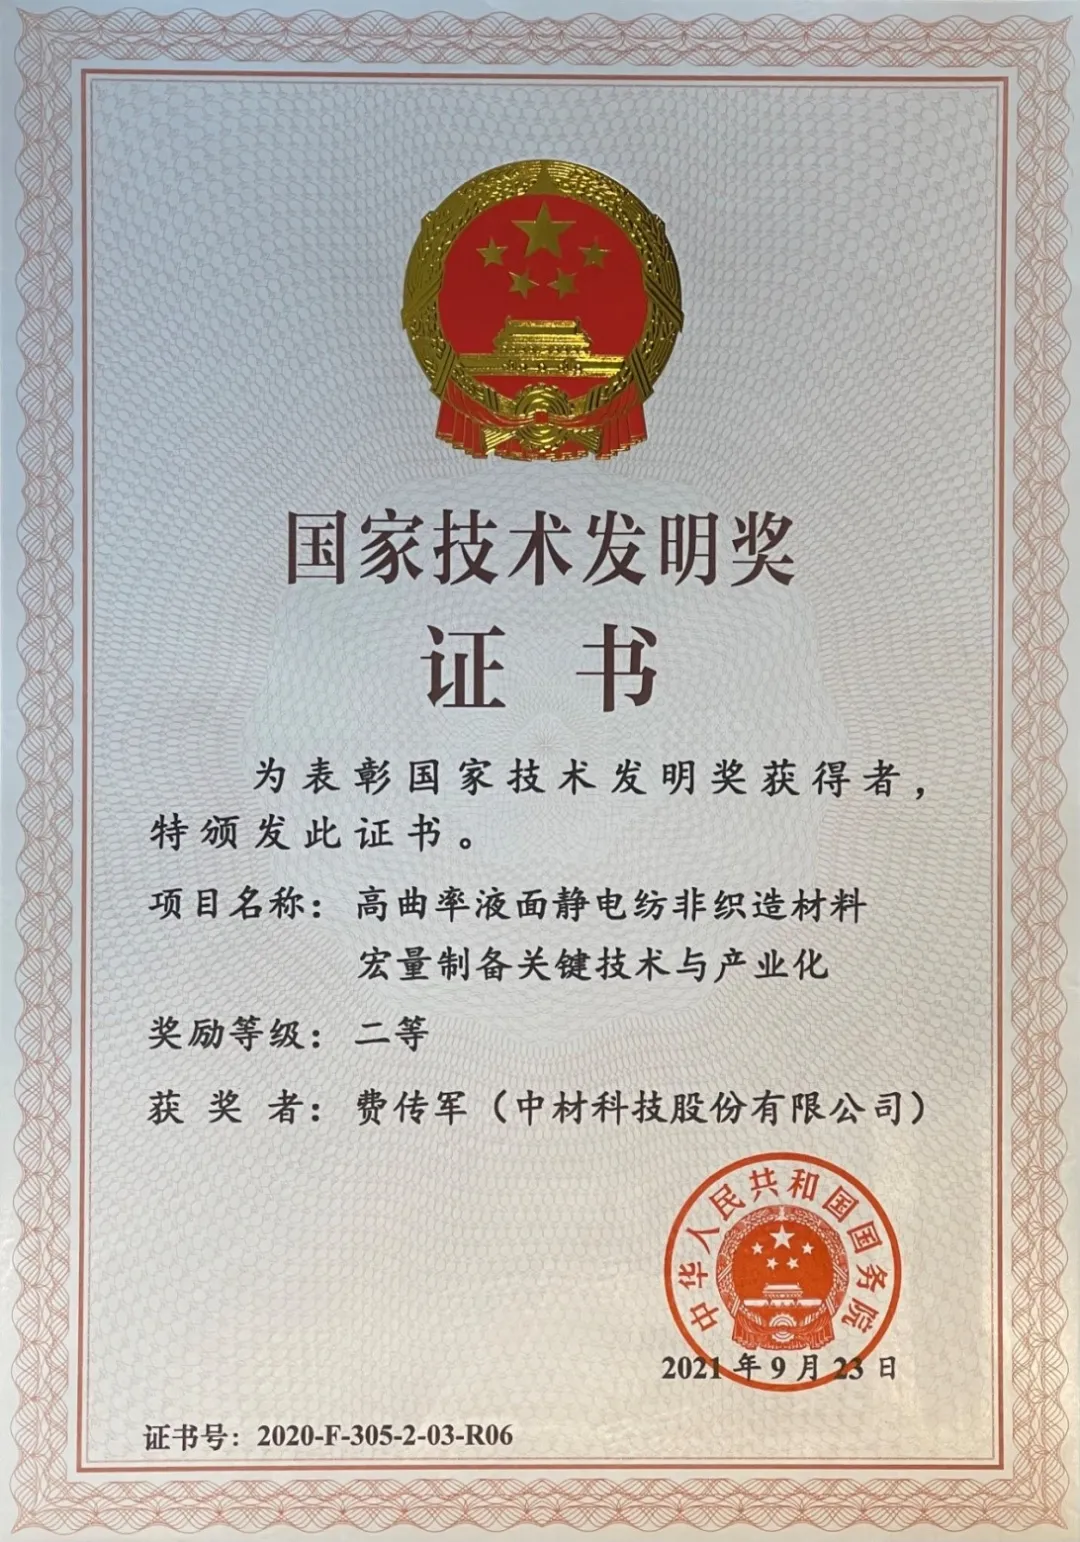 国家技术发明奖
证书
为表彰国家技术发明奖获得者，
特颁发此证书。
项目名称：高曲率液面静电纺非织造材料
宏量制备关键技术与产业化
奖励等级：二等
获奖者：费传军（中材科技股份有限公司）
中华人民共和国国务院
2021年9月23日
证书号：2020-F-305-2-03-R06